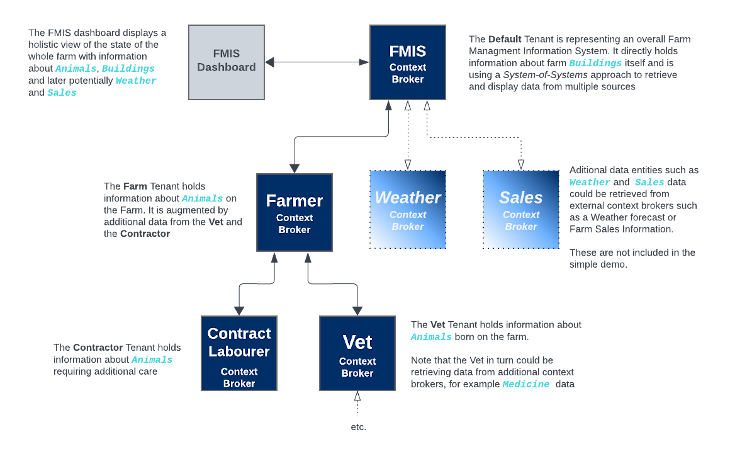 The FMIS dashboard displays a
holistic view of the state of the
whole farm with information
about Animals, Buildings
and later potentially Weather
and Sales
FMIS
Dashboard
FMIS
Context
Broker
The Default Tenant is representing an overall Farm
Managment Information System. It directly holds
information about farm Buildings itself and is
using a System-of-Systems approach to retrieve
and display data from multiple sources
The Farm Tenant holds
information about Animals on
the Farm. It is augmented by
additional data from the Vet and
the Contractor
Farmer
Context
Broker
Weather
Context
Broker
Sales
Context
Broker
Aditional data entities such as
Weather and Sales data
could be retrieved from
external context brokers such
as a Weather forecast or
Farm Sales Information.
These are not included in the
simple demo.
The Contractor Tenant holds
information about Animals
requiring additional care
Contract
Labourer
Context
Broker
Vet
Context
Broker
The Vet Tenant holds information about
Animals born on the farm.
Note that the Vet in turn could be
retrieving data from additional context
brokers, for example Medicine data
etc.